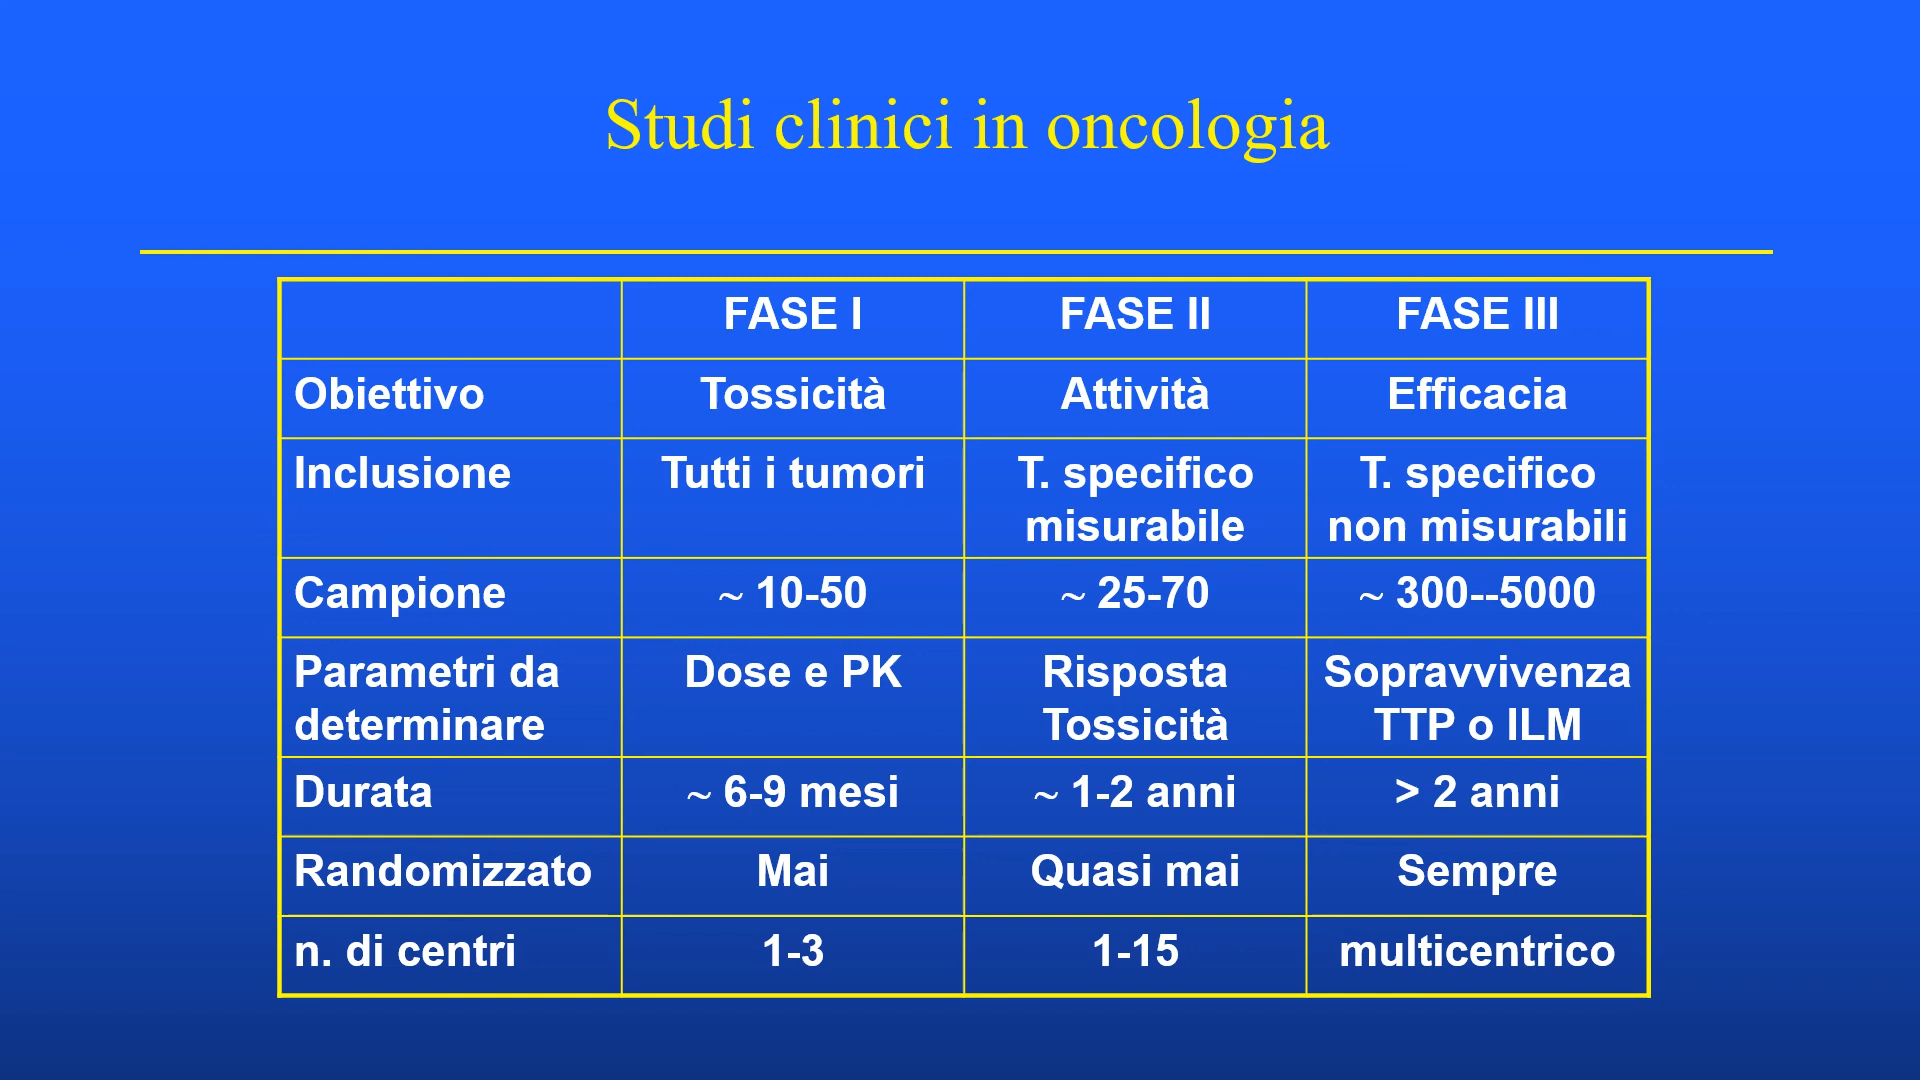 Studi clinici in oncologia
FASE I FASE II FASE III
Obiettivo Tossicità Attività Efficacia
Inclusione Tutti i tumori T. specifico T. specifico
misurabile non misurabili
Campione ~ 10-50 ~ 25-70 ~ 300--5000
Parametri da Dose e PK Risposta Sopravvivenza
determinare Tossicità TTP o ILM
Durata ~ 6-9 mesi ~ 1-2 anni > 2 anni
Randomizzato Mai Quasi mai Sempre
n. di centri 1-3 1-15 multicentrico